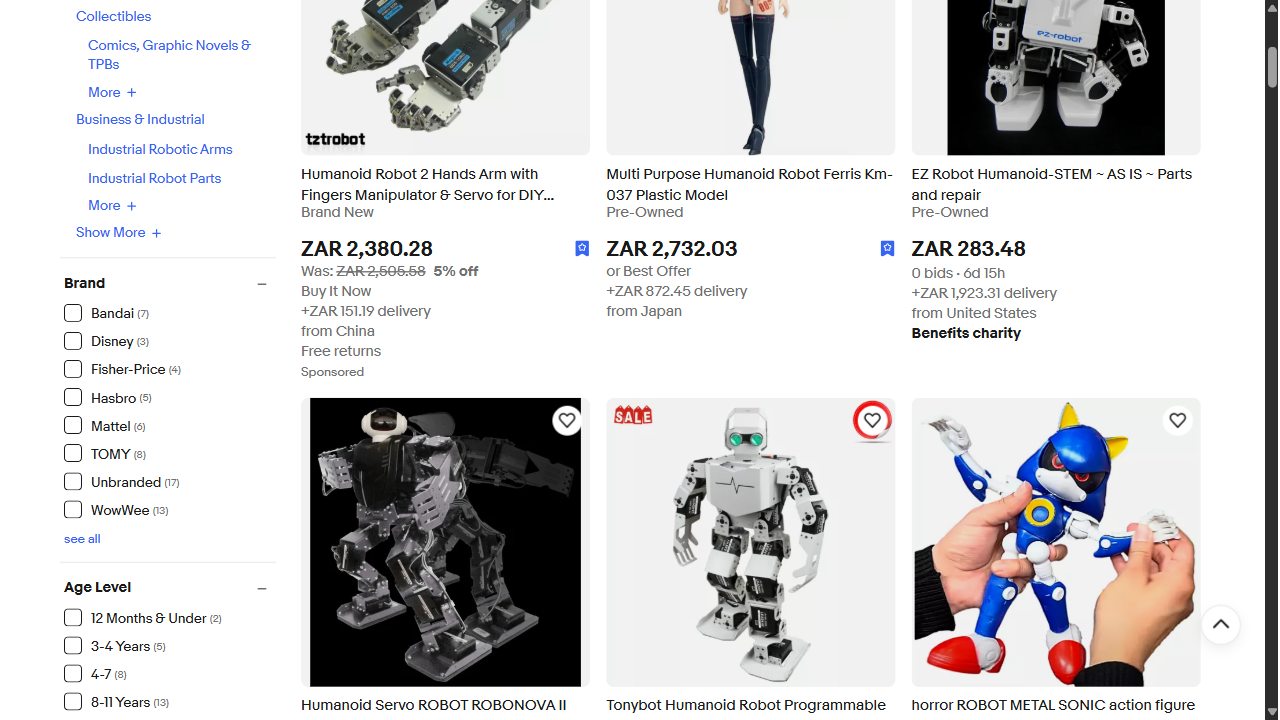 Collectibles
Comics, Graphic Novels &
TPBs
More +
Business & Industrial
Industrial Robotic Arms
Industrial Robot Parts
More +
Show More +
Brand
Bandai (7)
Disney (3)
Fisher-Price (4)
Hasbro (5)
Mattel (6)
TOMY (8)
Unbranded (17)
WowWee (13)
see all
Age Level
12 Months & Under (2)
3-4 Years (5)
4-7 (8)
8-11 Years (13)
tztrobot
Humanoid Robot 2 Hands Arm with
Fingers Manipulator & Servo for DIY...
Brand New
ZAR 2,380.28
Was: ZAR 2,505.58 5% off
Buy It Now
+ZAR 151.19 delivery
from China
Free returns
Sponsored
Multi Purpose Humanoid Robot Ferris Km-
037 Plastic Model
Pre-Owned
ZAR 2,732.03
or Best Offer
+ZAR 872.45 delivery
from Japan
ez-robot
EZ Robot Humanoid-STEM ~ AS IS ~ Parts
and repair
Pre-Owned
ZAR 283.48
0 bids · 6d 15h
+ZAR 1,923.31 delivery
from United States
Benefits charity
Humanoid Servo ROBOT ROBONOVA II
SALE
Tonybot Humanoid Robot Programmable
horror ROBOT METAL SONIC action figure